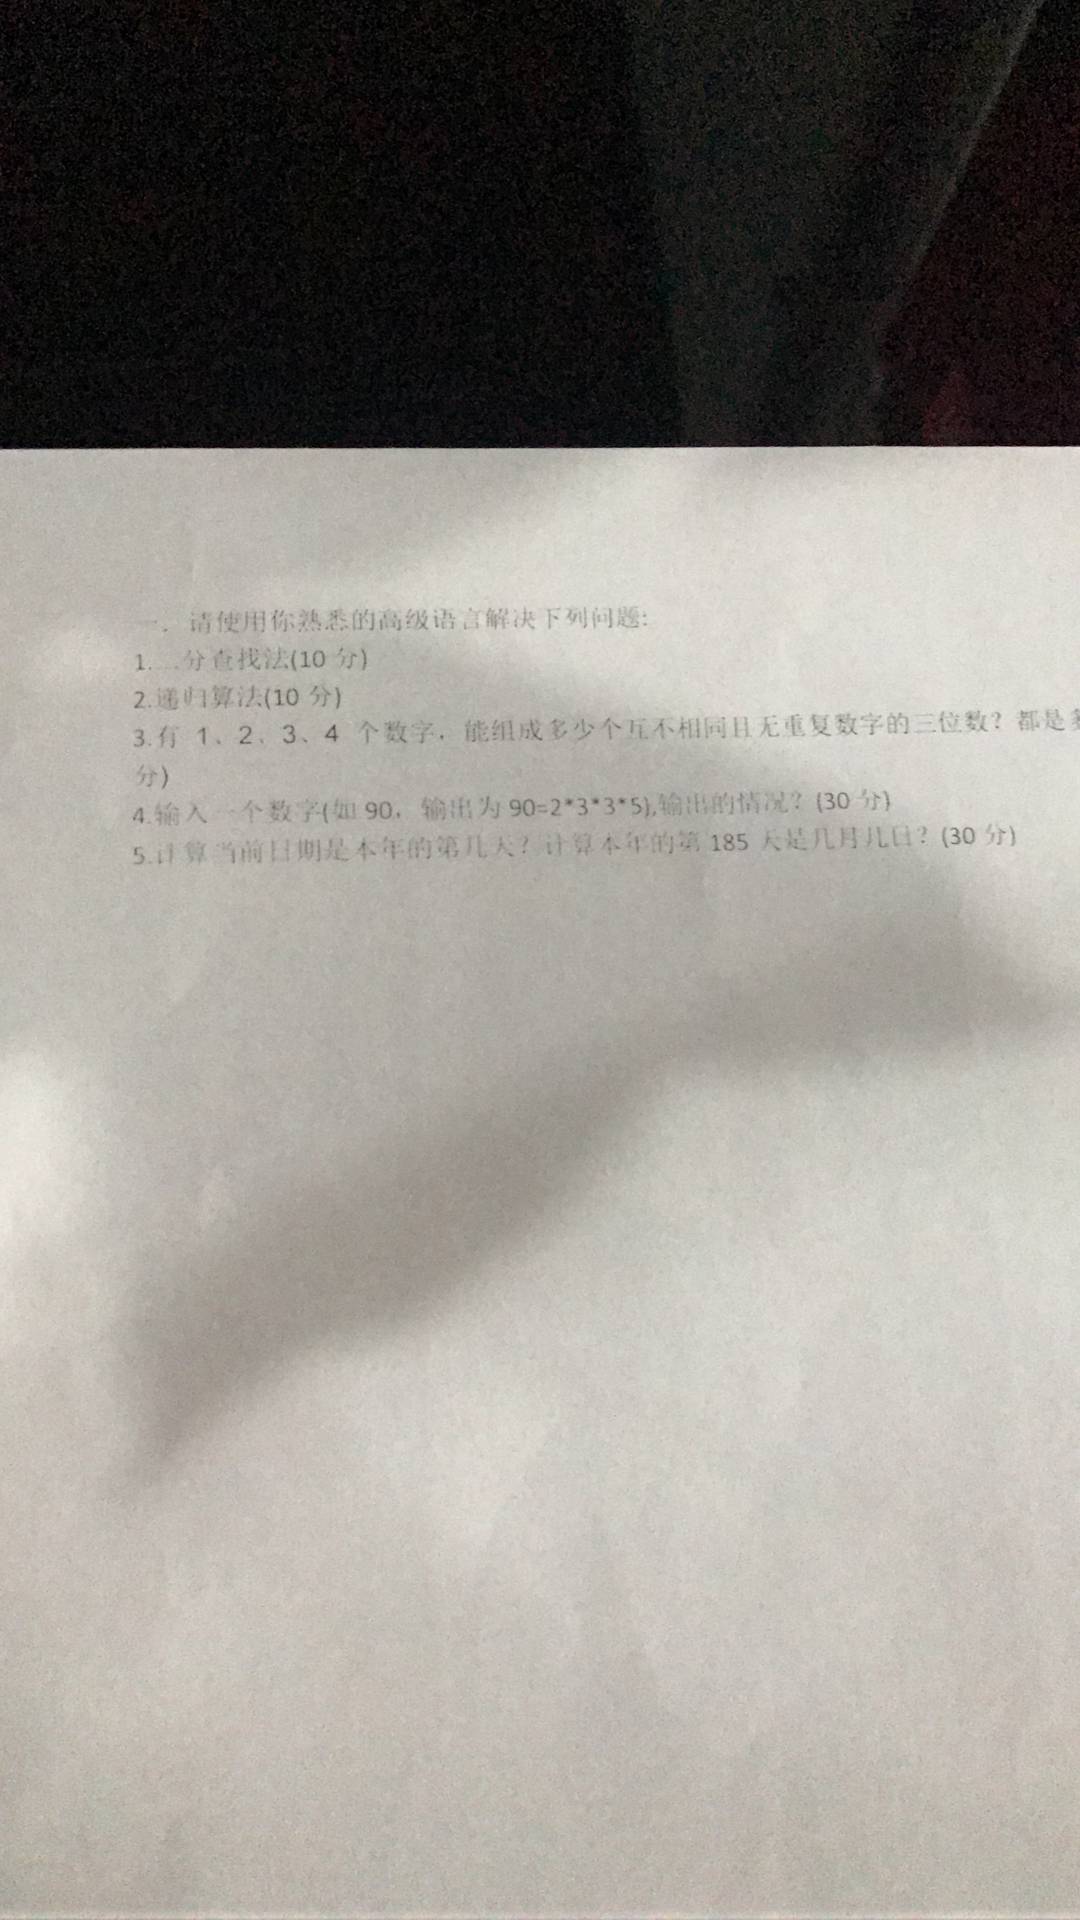 一. 请使用你熟悉的高级语言解决下列问题:
1.二分查找法(10 分)
2.递归算法(10 分)
3.有 1、2、3、4 个数字，能组成多少个互不相同且无重复数字的三位数？都是多
分)
4.输入一个数字(如 90，输出为 90=2*3*3*5),输出的情况？(30 分)
5.计算当前日期是本年的第几天？计算本年的第 185 天是几月几日？(30 分)